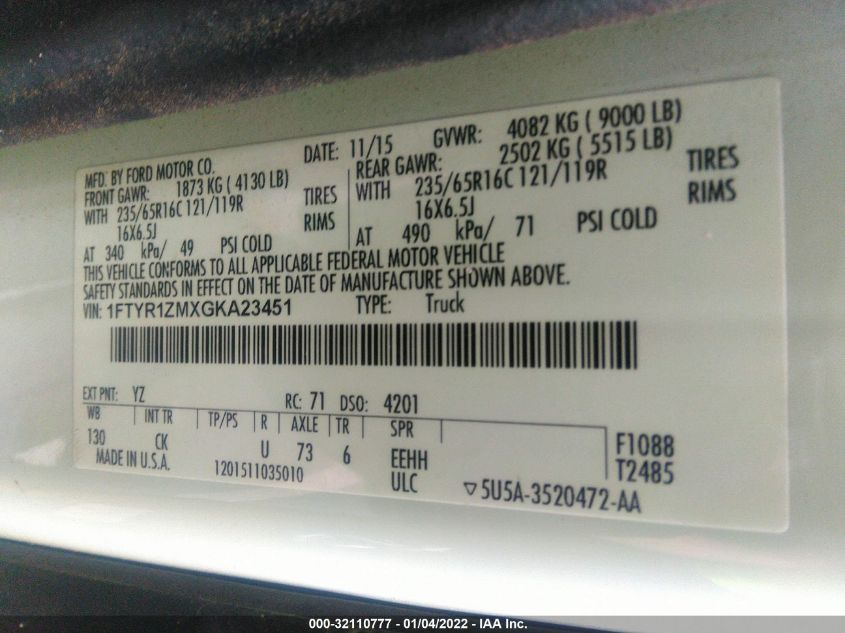 MFD. BY FORD MOTOR CO. DATE: 11/15 GVWR: 4082 KG ( 9000 LB)
FRONT GAWR: 1873 KG ( 4130 LB) REAR GAWR: 2502 KG ( 5515 LB)
WITH 235/65R16C 121/119R TIRES WITH 235/65R16C 121/119R TIRES
16X6.5J RIMS 16X6.5J RIMS
AT 340 kPa/ 49 PSI COLD AT 490 kPa/ 71 PSI COLD
THIS VEHICLE CONFORMS TO ALL APPLICABLE FEDERAL MOTOR VEHICLE
SAFETY STANDARDS IN EFFECT ON THE DATE OF MANUFACTURE SHOWN ABOVE.
VIN: 1FTYR1ZMXGKA23451 TYPE: Truck
EXT PNT: YZ RC: 71 DSO: 4201
WB INT TR TP/PS R AXLE TR SPR
130 CK U 73 6 EEHH F1088
MADE IN U.S.A. 1201511035010 ULC T2485
▽5U5A-3520472-AA
000-32110777 - 01/04/2022 - IAA Inc.